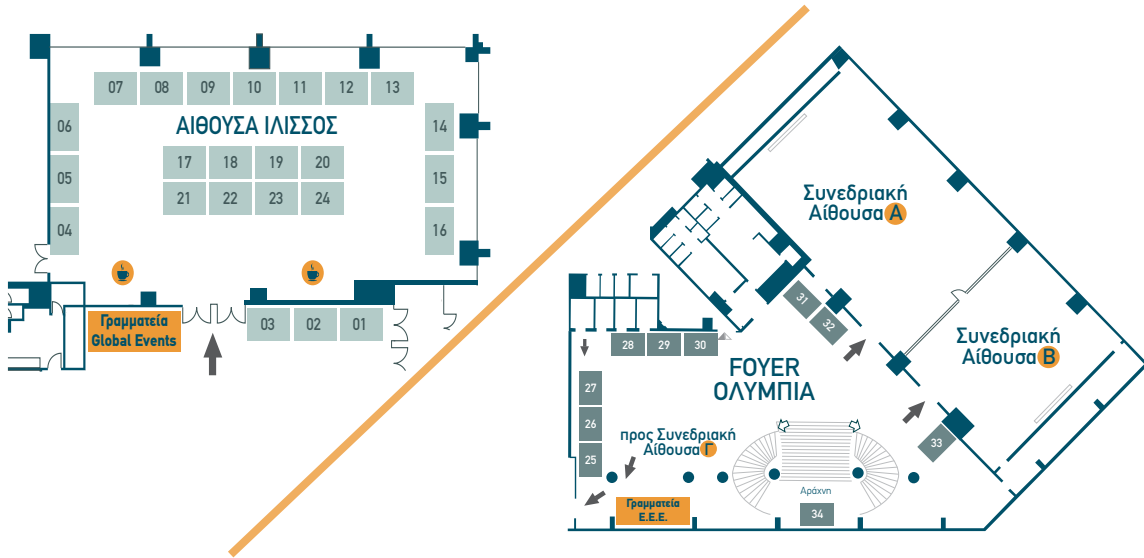 07 08 09 10 11 12 13
06
05
04
ΑΙΘΟΥΣΑ ΙΛΙΣΣΟΣ
17 18 19 20
21 22 23 24
14
15
16
Γραμματεία
Global Events
03 02 01
Συνεδριακή
Αίθουσα Α
Συνεδριακή
Αίθουσα Β
31
32
28 29 30
FOYER
ΟΛΥΜΠΙΑ
27
26
25
προς Συνεδριακή
Αίθουσα Γ
33
Γραμματεία
Ε.Ε.Ε.
Αράχνη
34